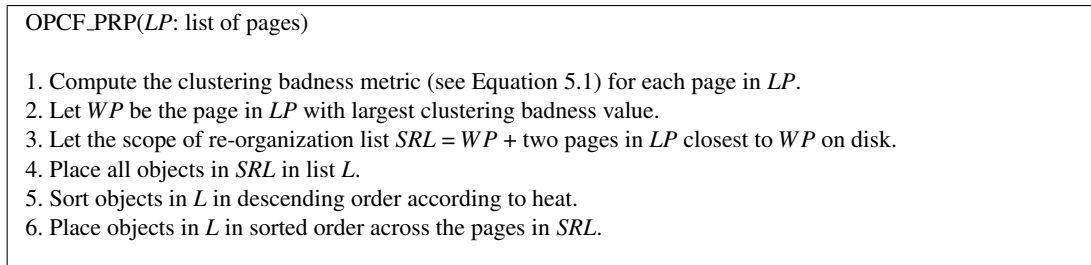 OPCF_PRP(LP: list of pages)
1. Compute the clustering badness metric (see Equation 5.1) for each page in LP.
2. Let WP be the page in LP with largest clustering badness value.
3. Let the scope of re-organization list SRL = WP + two pages in LP closest to WP on disk.
4. Place all objects in SRL in list L.
5. Sort objects in L in descending order according to heat.
6. Place objects in L in sorted order across the pages in SRL.